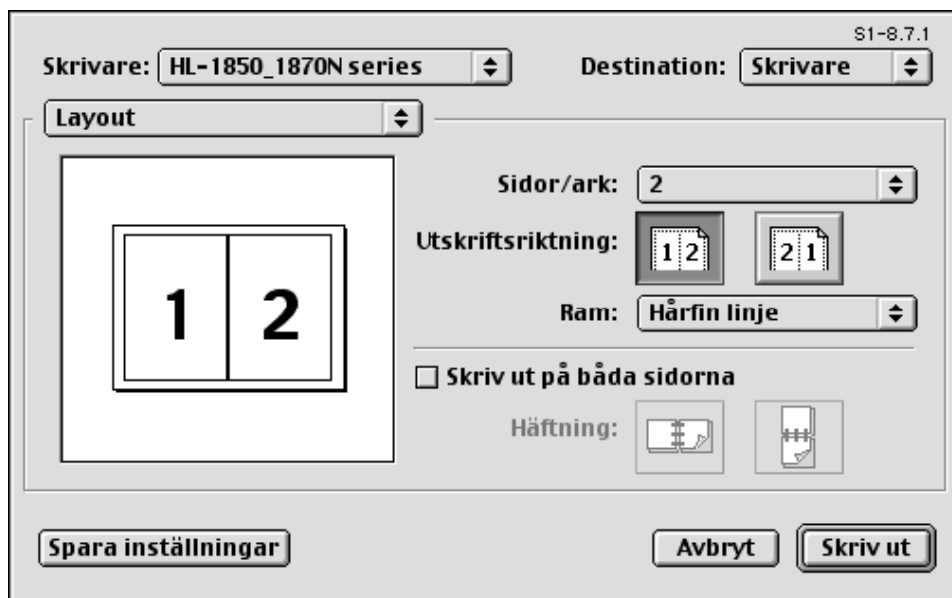 S1-8.7.1
Skrivare: HL-1850_1870N series Destination: Skrivare
Layout
Sidor/ark: 2
Utskriftsriktning: 1 2 2 1
1 2
Ram: Hårfin linje
Skriv ut på båda sidorna
Häftning:
Spara inställningar Avbryt Skriv ut